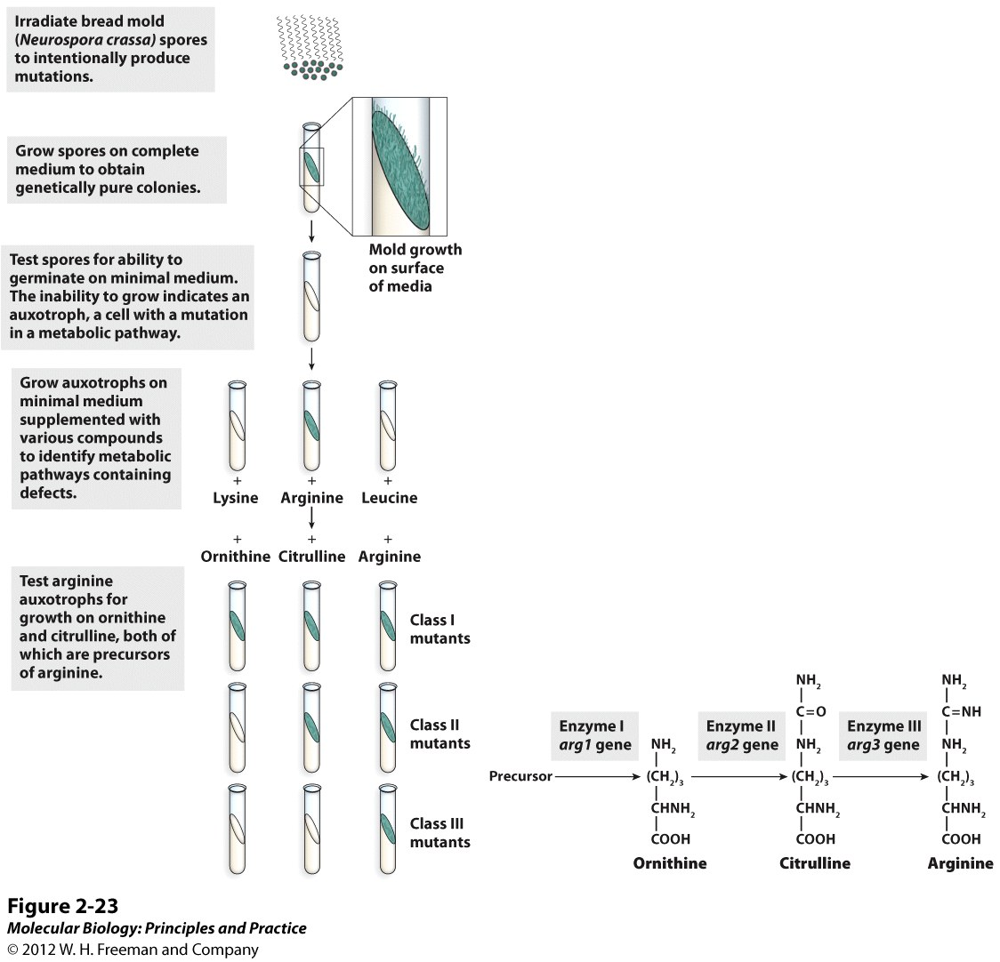 Irradiate bread mold
(Neurospora crassa) spores
to intentionally produce
mutations.
Grow spores on complete
medium to obtain
genetically pure colonies.
Mold growth
on surface
of media
Test spores for ability to
germinate on minimal medium.
The inability to grow indicates an
auxotroph, a cell with a mutation
in a metabolic pathway.
Grow auxotrophs on
minimal medium
supplemented with
various compounds
to identify metabolic
pathways containing
defects.
+ + +
Lysine Arginine Leucine
+ + +
Ornithine Citrulline Arginine
Test arginine
auxotrophs for
growth on ornithine
and citrulline, both of
which are precursors
of arginine.
Class I
mutants
Class II
mutants
Class III
mutants
Precursor
Enzyme I
arg1 gene
NH₂
(CH₂)₃
CHNH₂
COOH
Ornithine
Enzyme II
arg2 gene
NH₂
C=O
NH₂
(CH₂)₃
CHNH₂
COOH
Citrulline
Enzyme III
arg3 gene
NH₂
C=NH
NH₂
(CH₂)₃
CHNH₂
COOH
Arginine
Figure 2-23
Molecular Biology: Principles and Practice
© 2012 W. H. Freeman and Company